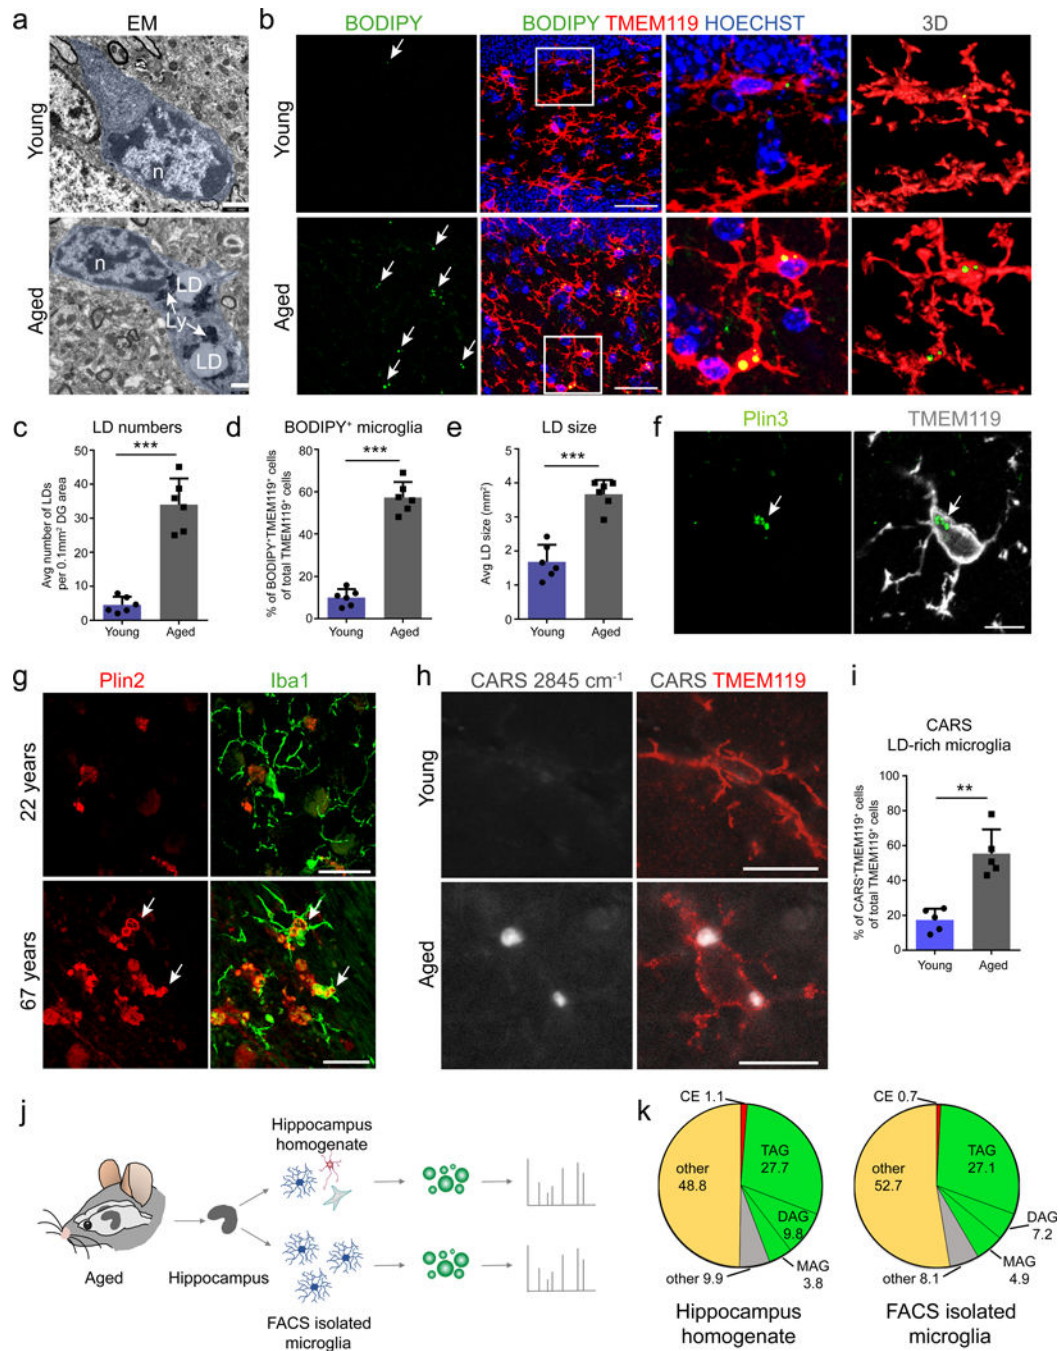 a
EM
Young
n
Aged
n
LD
Ly
LD
b
BODIPY
BODIPY TMEM119 HOECHST
3D
Young
Aged
c
LD numbers
***
Avg number of LDs
per 0.1mm² DG area
50
40
30
20
10
0
Young
Aged
d
BODIPY⁺ microglia
***
% of BODIPY⁺TMEM119⁺ cells
of total TMEM119⁺ cells
80
60
40
20
0
Young
Aged
e
LD size
***
Avg LD size (mm²)
5
4
2
0
Young
Aged
f
Plin3
TMEM119
g
Plin2
Iba1
22 years
67 years
h
CARS 2845 cm⁻¹
CARS TMEM119
Young
Aged
i
CARS
LD-rich microglia
**
% of CARS⁺TMEM119⁺ cells
of total TMEM119⁺ cells
100
80
60
40
20
0
Young
Aged
j
Aged
Hippocampus
Hippocampus
homogenate
FACS isolated
microglia
k
CE 1.1
TAG
27.7
other
48.8
DAG
9.8
MAG
3.8
other 9.9
Hippocampus
homogenate
CE 0.7
TAG
27.1
other
52.7
DAG
7.2
MAG
4.9
other 8.1
FACS isolated
microglia